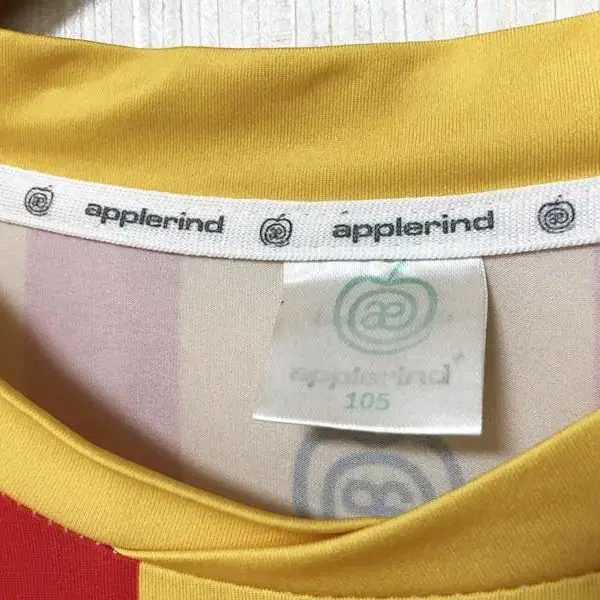 æ applerind æ applerind æ
æ
applerind
105
æ